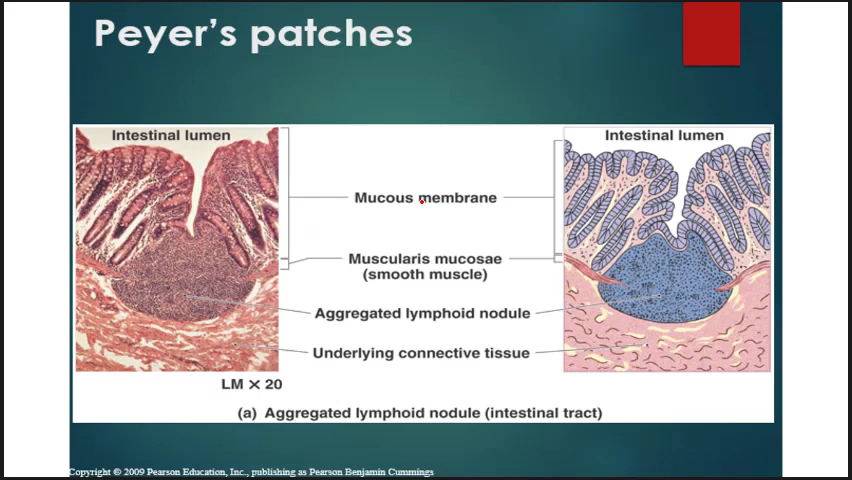 Peyer's patches
Intestinal lumen
Intestinal lumen
Mucous membrane
Muscularis mucosae
(smooth muscle)
Aggregated lymphoid nodule
Underlying connective tissue
LM × 20
(a) Aggregated lymphoid nodule (intestinal tract)
Copyright © 2009 Pearson Education, Inc., publishing as Pearson Benjamin Cummings